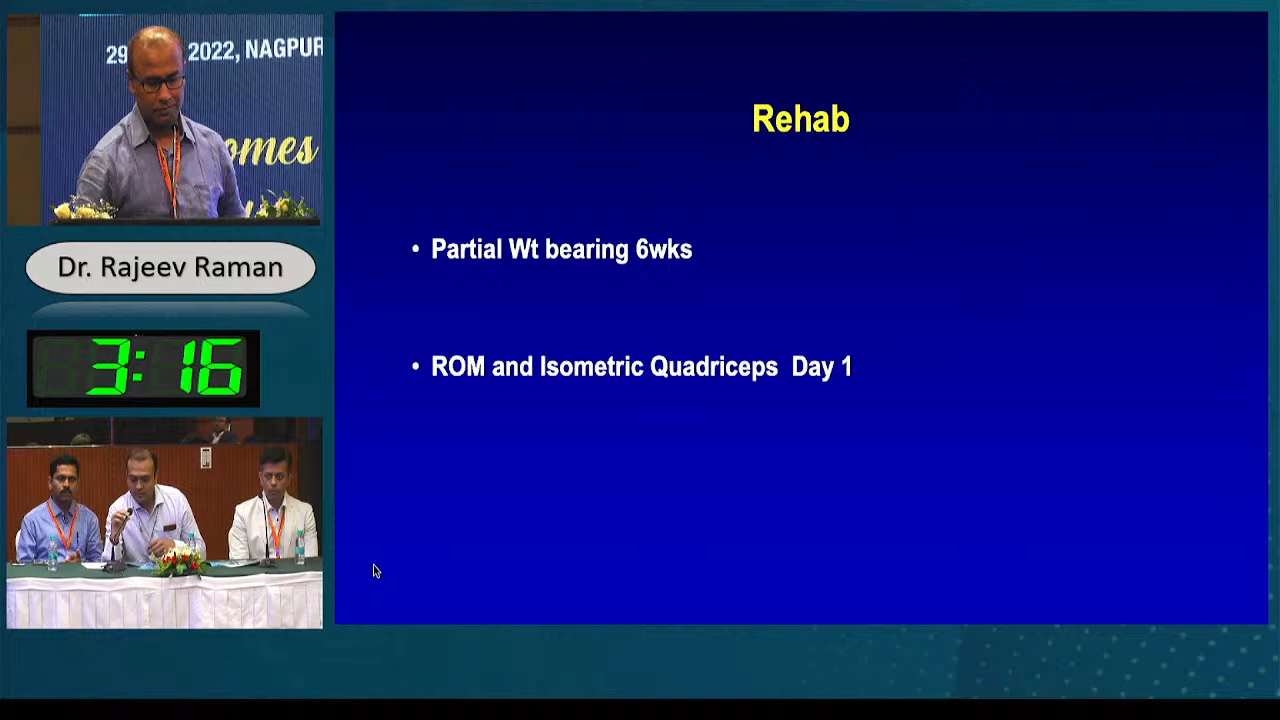 29 2022, NAGPUR
omes
Dr. Rajeev Raman
3:16
Rehab
• Partial Wt bearing 6wks
• ROM and Isometric Quadriceps Day 1